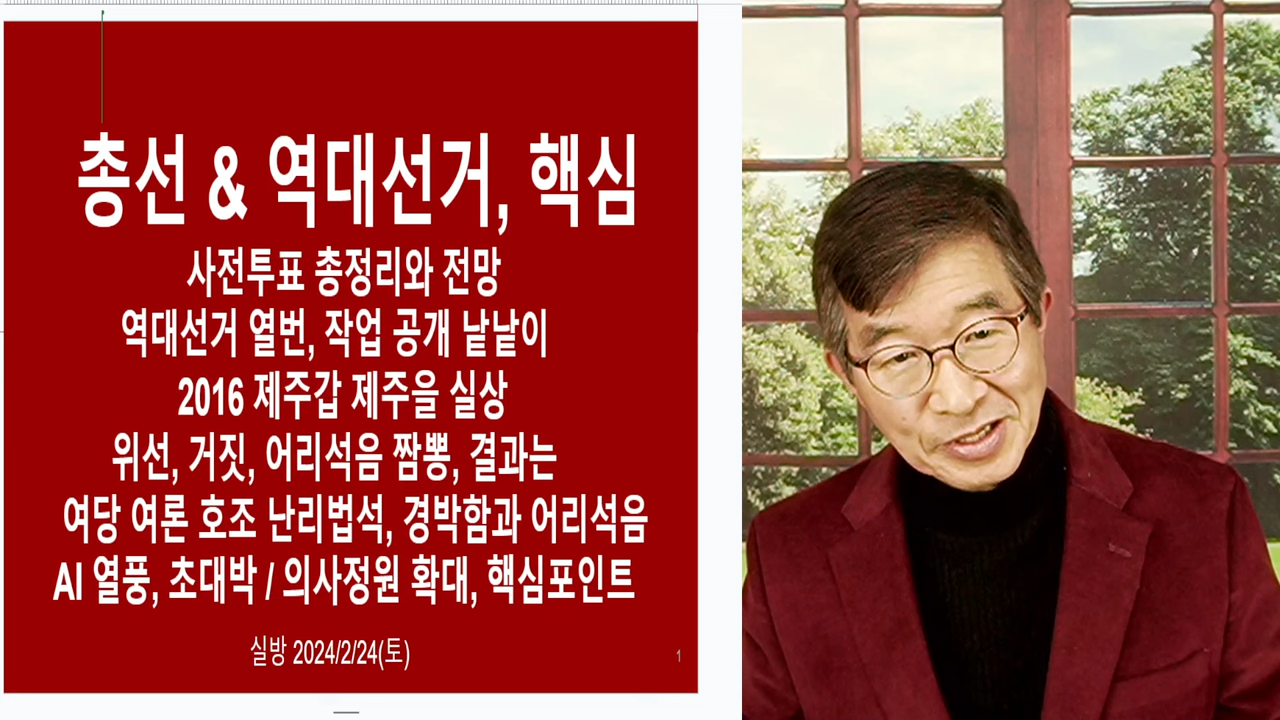 총선 & 역대선거, 핵심
사전투표 총정리와 전망
역대선거 열번, 작업 공개 낱낱이
2016 제주갑 제주을 실상
위선, 거짓, 어리석음 짬뽕, 결과는
여당 여론 호조 난리법석, 경박함과 어리석음
AI 열풍, 초대박 / 의사정원 확대, 핵심포인트
실방 2024/2/24(토)
1